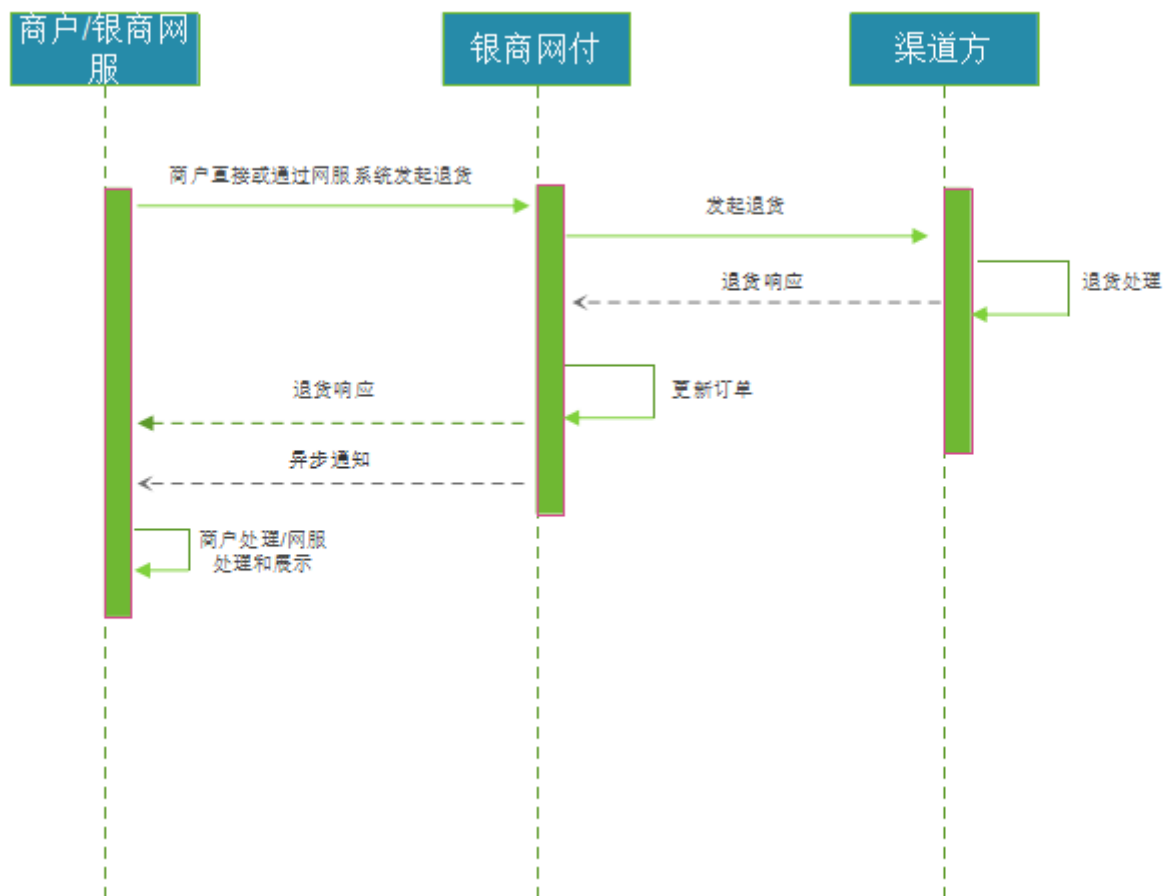 商户/银商网
服
银商网付
渠道方
商户直接或通过网服系统发起退货
发起退货
退货响应
退货处理
退货响应
更新订单
异步通知
商户处理/网服
处理和展示